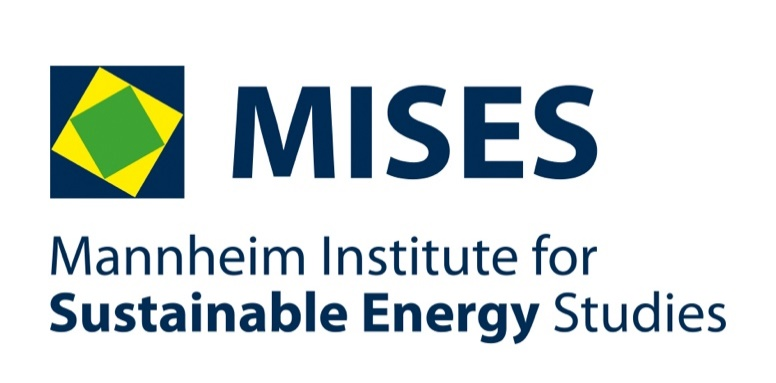 MISES
Mannheim Institute for
Sustainable Energy Studies